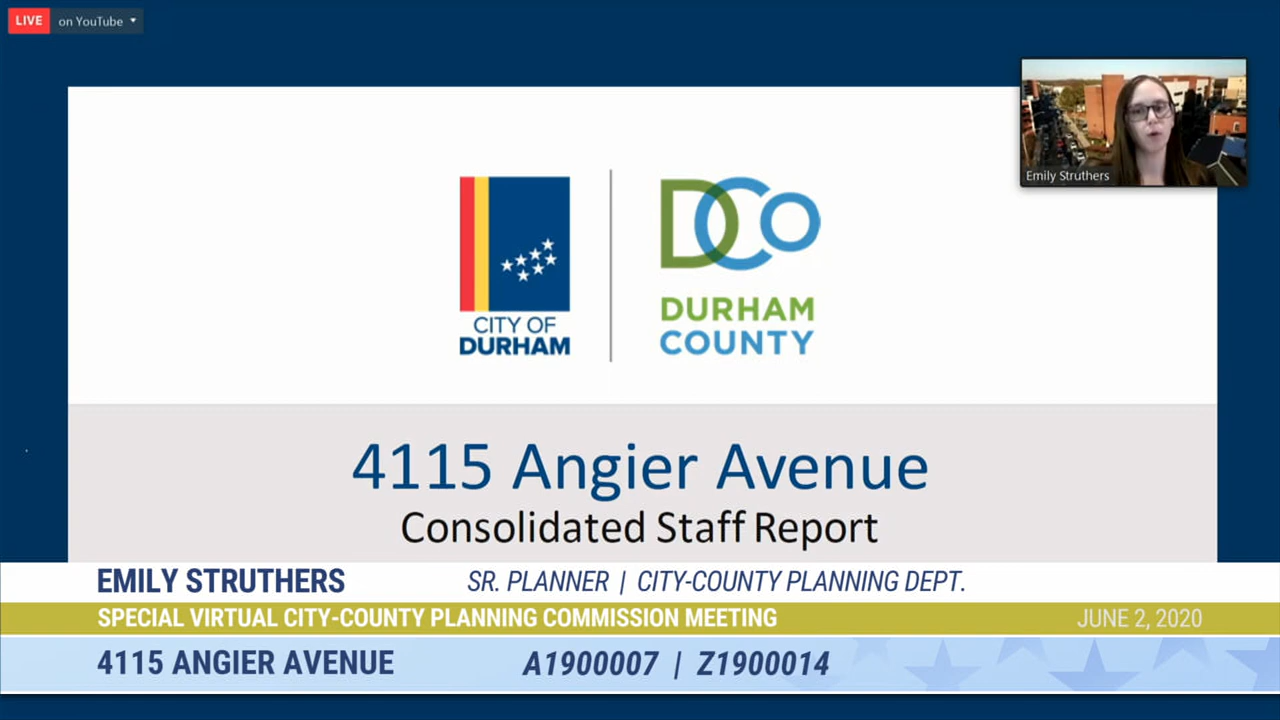 LIVE on YouTube
Emily Struthers
CITY OF
DURHAM
DCo
DURHAM
COUNTY
4115 Angier Avenue
Consolidated Staff Report
EMILY STRUTHERS SR. PLANNER | CITY-COUNTY PLANNING DEPT.
SPECIAL VIRTUAL CITY-COUNTY PLANNING COMMISSION MEETING JUNE 2, 2020
4115 ANGIER AVENUE A1900007 | Z1900014